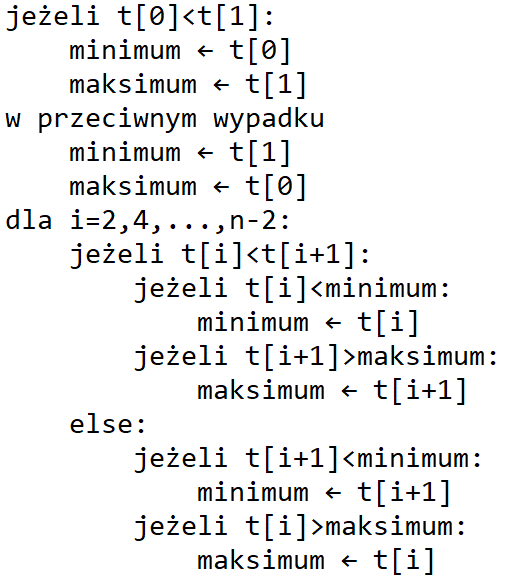 jeżeli t[0]<t[1]:
    minimum ← t[0]
    maksimum ← t[1]
w przeciwnym wypadku
    minimum ← t[1]
    maksimum ← t[0]
dla i=2,4,...,n-2:
    jeżeli t[i]<t[i+1]:
        jeżeli t[i]<minimum:
            minimum ← t[i]
        jeżeli t[i+1]>maksimum:
            maksimum ← t[i+1]
    else:
        jeżeli t[i+1]<minimum:
            minimum ← t[i+1]
        jeżeli t[i]>maksimum:
            maksimum ← t[i]